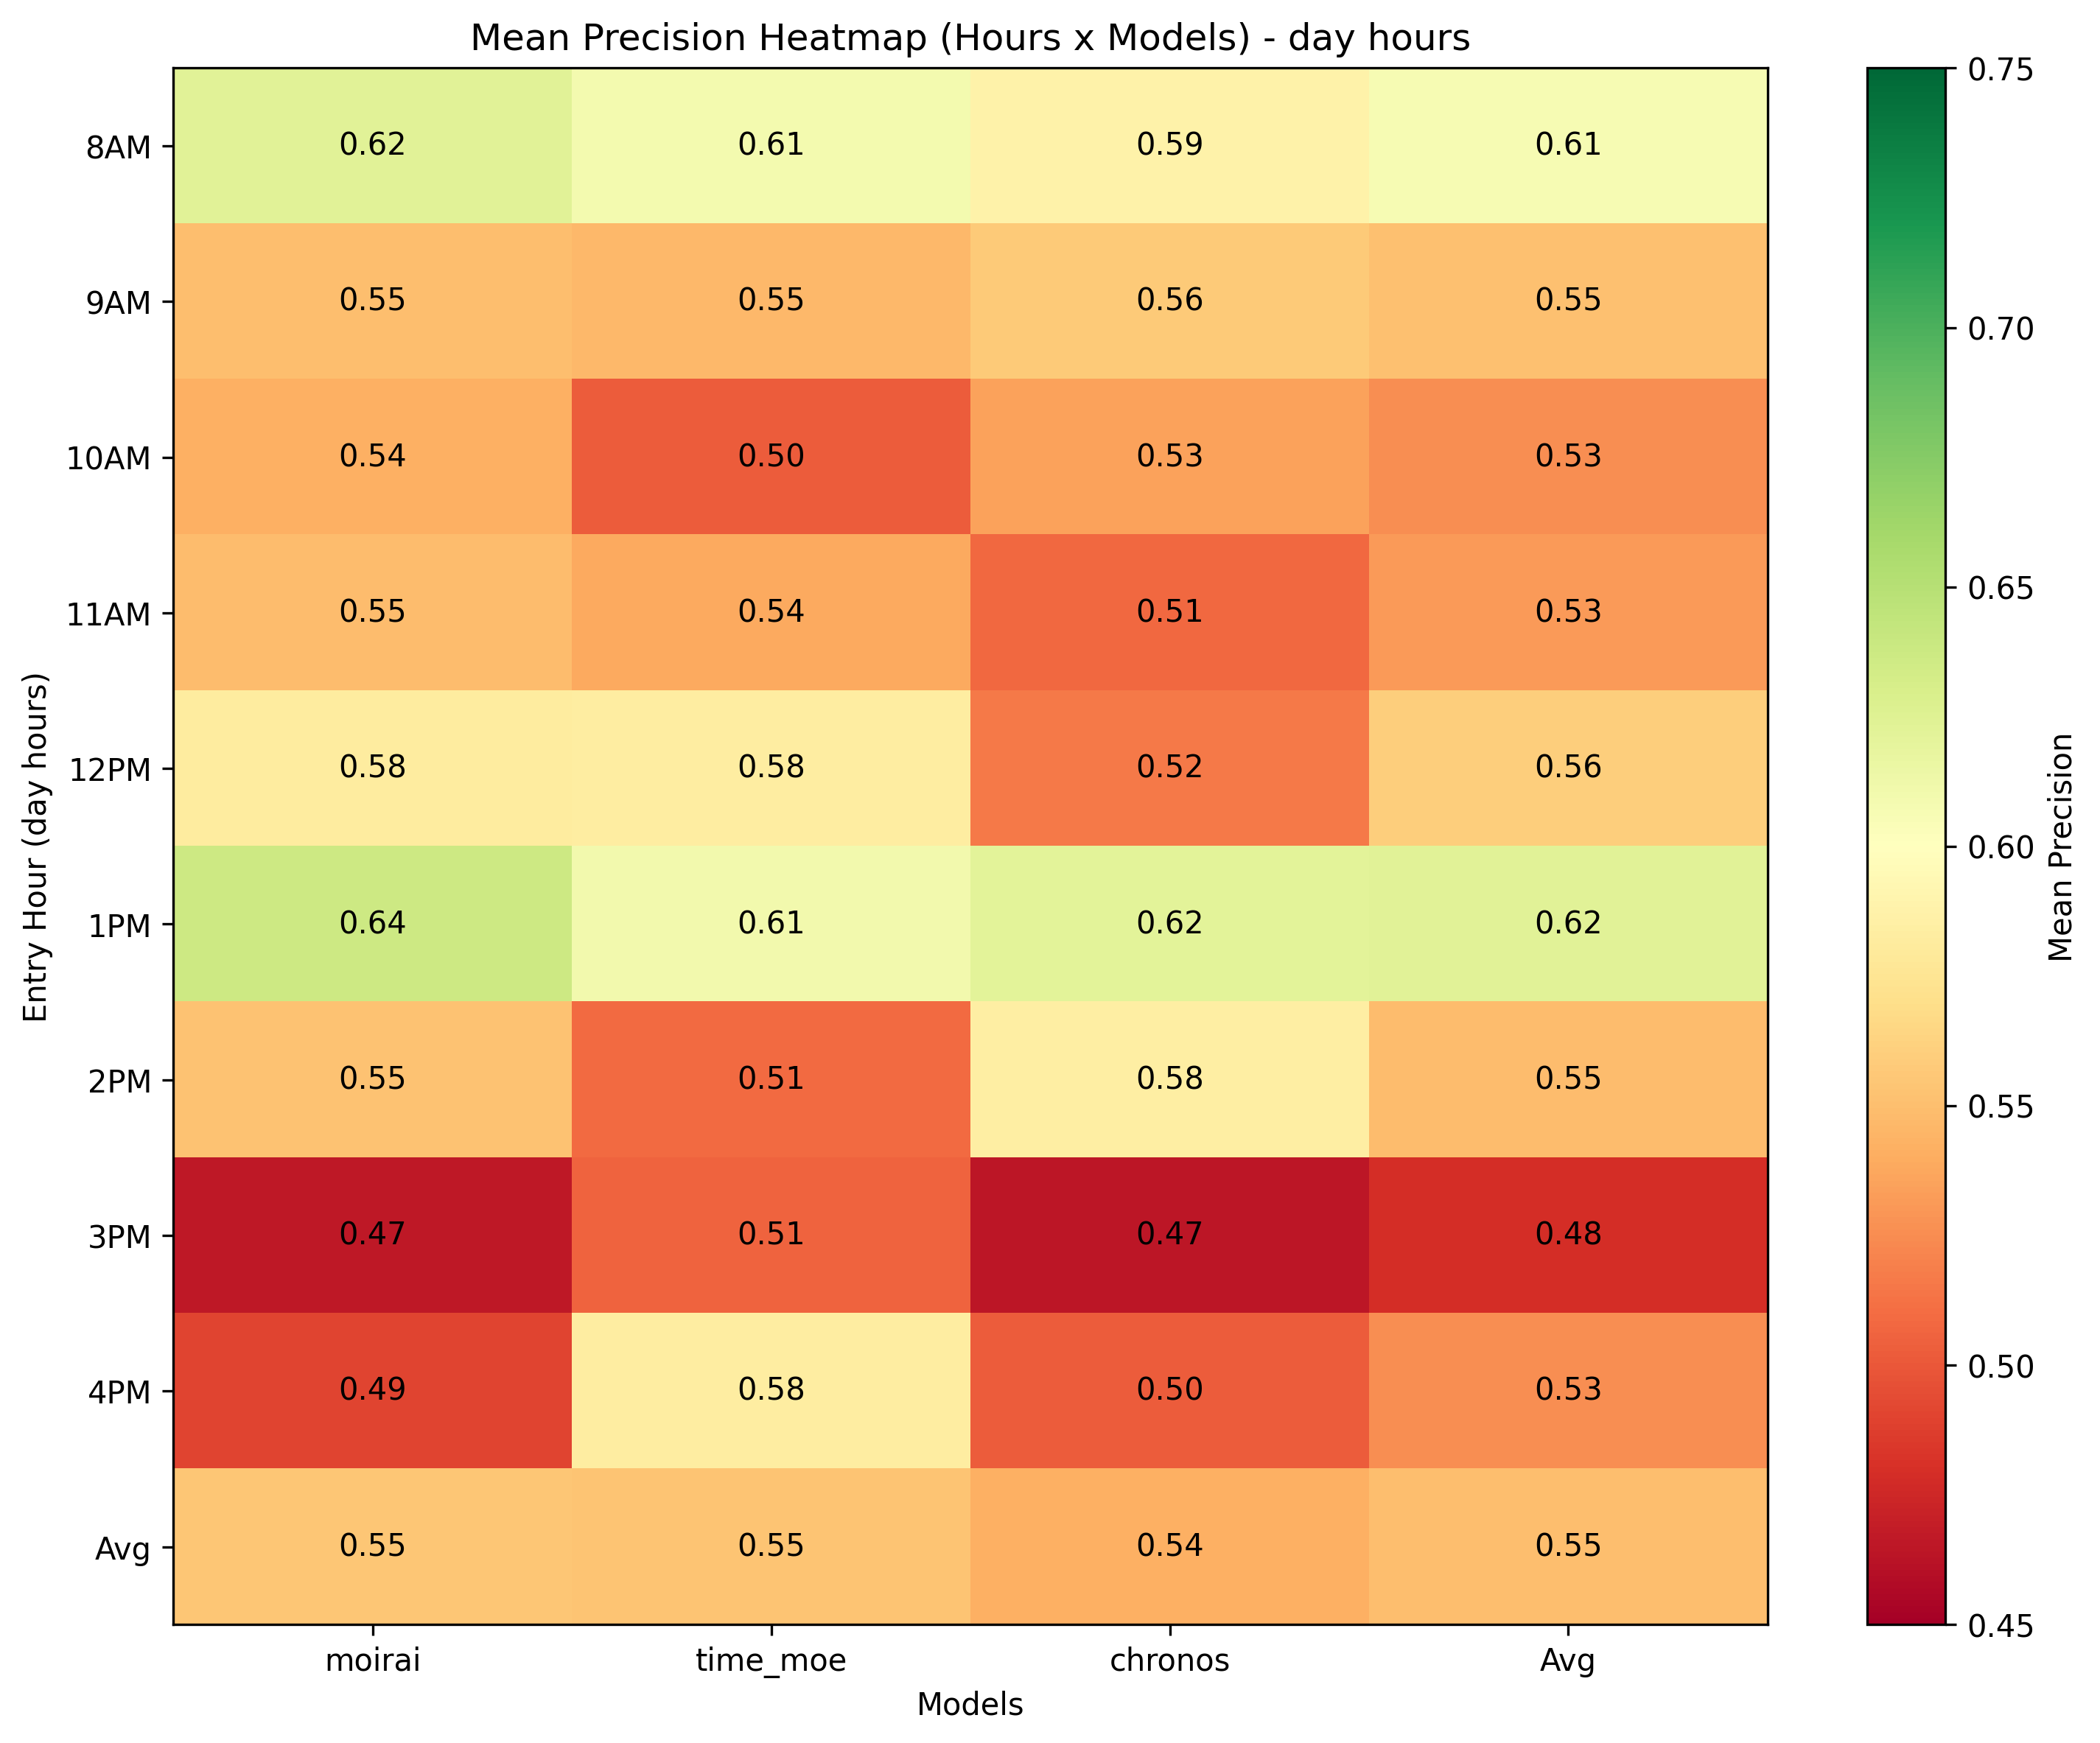 Mean Precision Heatmap (Hours x Models) - day hours
8AM 0.62 0.61 0.59 0.61
9AM 0.55 0.55 0.56 0.55
10AM 0.54 0.50 0.53 0.53
11AM 0.55 0.54 0.51 0.53
12PM 0.58 0.58 0.52 0.56
1PM 0.64 0.61 0.62 0.62
2PM 0.55 0.51 0.58 0.55
3PM 0.47 0.51 0.47 0.48
4PM 0.49 0.58 0.50 0.53
Avg 0.55 0.55 0.54 0.55
moirai time_moe chronos Avg
Models
Entry Hour (day hours)
0.75
0.70
0.65
0.60
0.55
0.50
0.45
Mean Precision